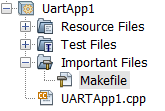 UartApp1
Resource Files
Test Files
Important Files
Makefile
UARTApp1.cpp